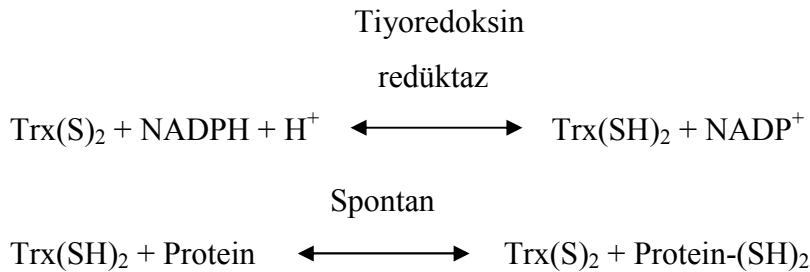 Tiyoredoksin
redüktaz
Trx(S)₂ + NADPH + H⁺ ⟷ Trx(SH)₂ + NADP⁺
Spontan
Trx(SH)₂ + Protein ⟷ Trx(S)₂ + Protein-(SH)₂